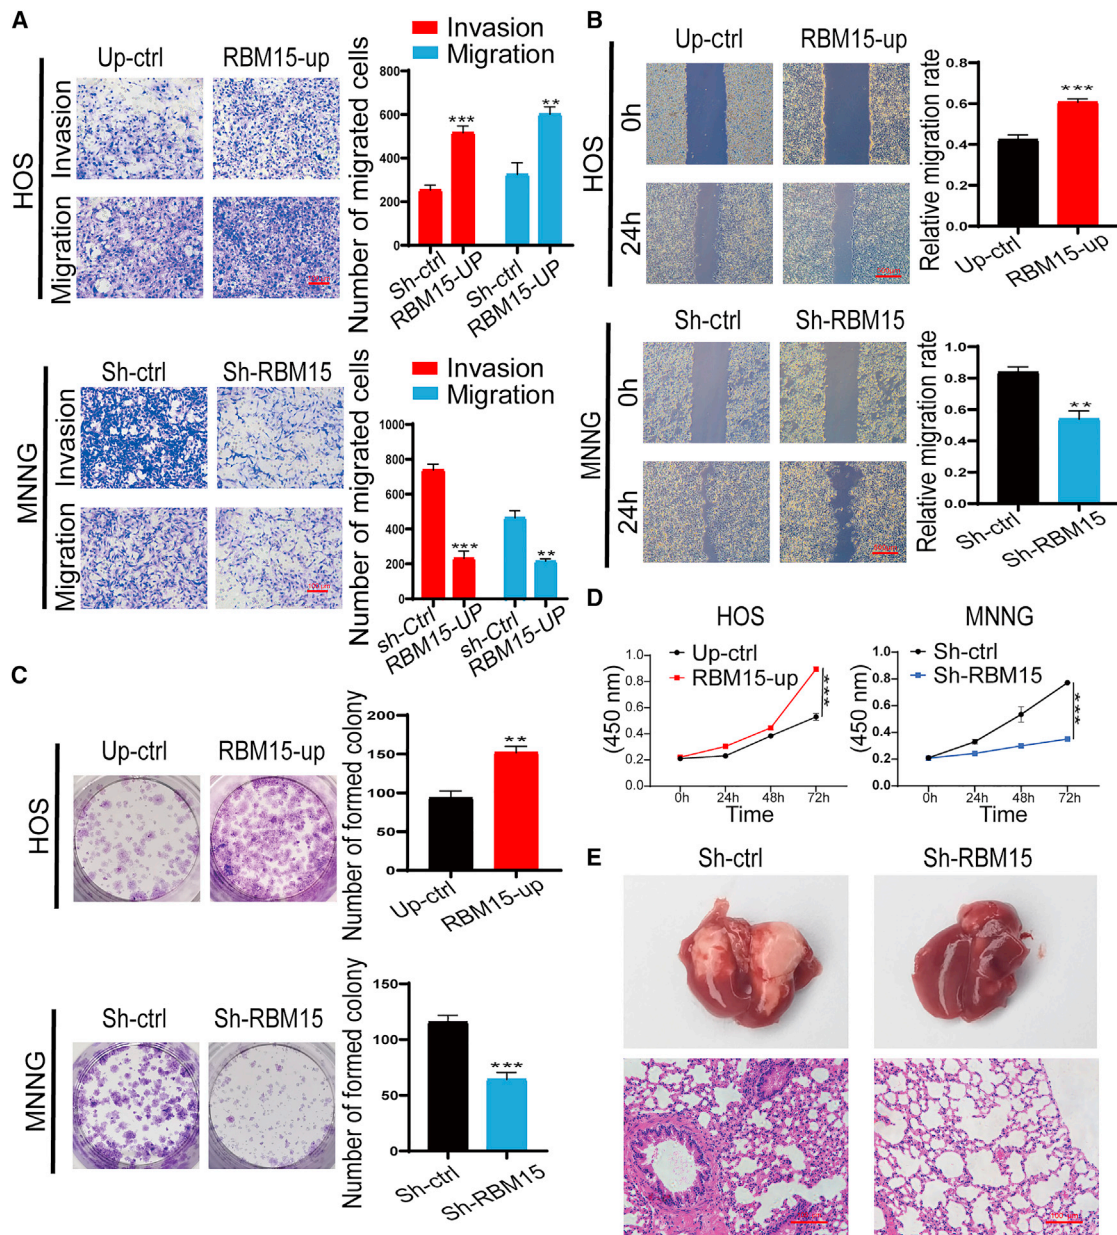 A
Up-ctrl
RBM15-up
HOS
Invasion
Migration
Number of migrated cells
Invasion
Migration
800
600
400
200
0
***
**
Sh-ctrl
RBM15-UP
Sh-ctrl
RBM15-UP
Sh-ctrl
Sh-RBM15
MNNG
Invasion
Migration
Number of migrated cells
Invasion
Migration
1000
800
600
400
200
0
***
**
sh-Ctrl
RBM15-UP
sh-Ctrl
RBM15-UP
B
Up-ctrl
RBM15-up
HOS
0h
24h
Relative migration rate
0.8
0.6
0.4
0.2
0.0
***
Up-ctrl
RBM15-up
Sh-ctrl
Sh-RBM15
MNNG
0h
24h
Relative migration rate
1.0
0.8
0.6
0.4
0.2
0.0
**
Sh-ctrl
Sh-RBM15
C
Up-ctrl
RBM15-up
HOS
Number of formed colony
200
150
100
50
0
**
Up-ctrl
RBM15-up
Sh-ctrl
Sh-RBM15
MNNG
Number of formed colony
150
100
50
0
***
Sh-ctrl
Sh-RBM15
D
HOS
Up-ctrl
RBM15-up
(450 nm)
1.0
0.8
0.6
0.4
0.2
0.0
***
0h
24h
48h
72h
Time
MNNG
Sh-ctrl
Sh-RBM15
(450 nm)
1.0
0.8
0.6
0.4
0.2
0.0
***
0h
24h
48h
72h
Time
E
Sh-ctrl
Sh-RBM15